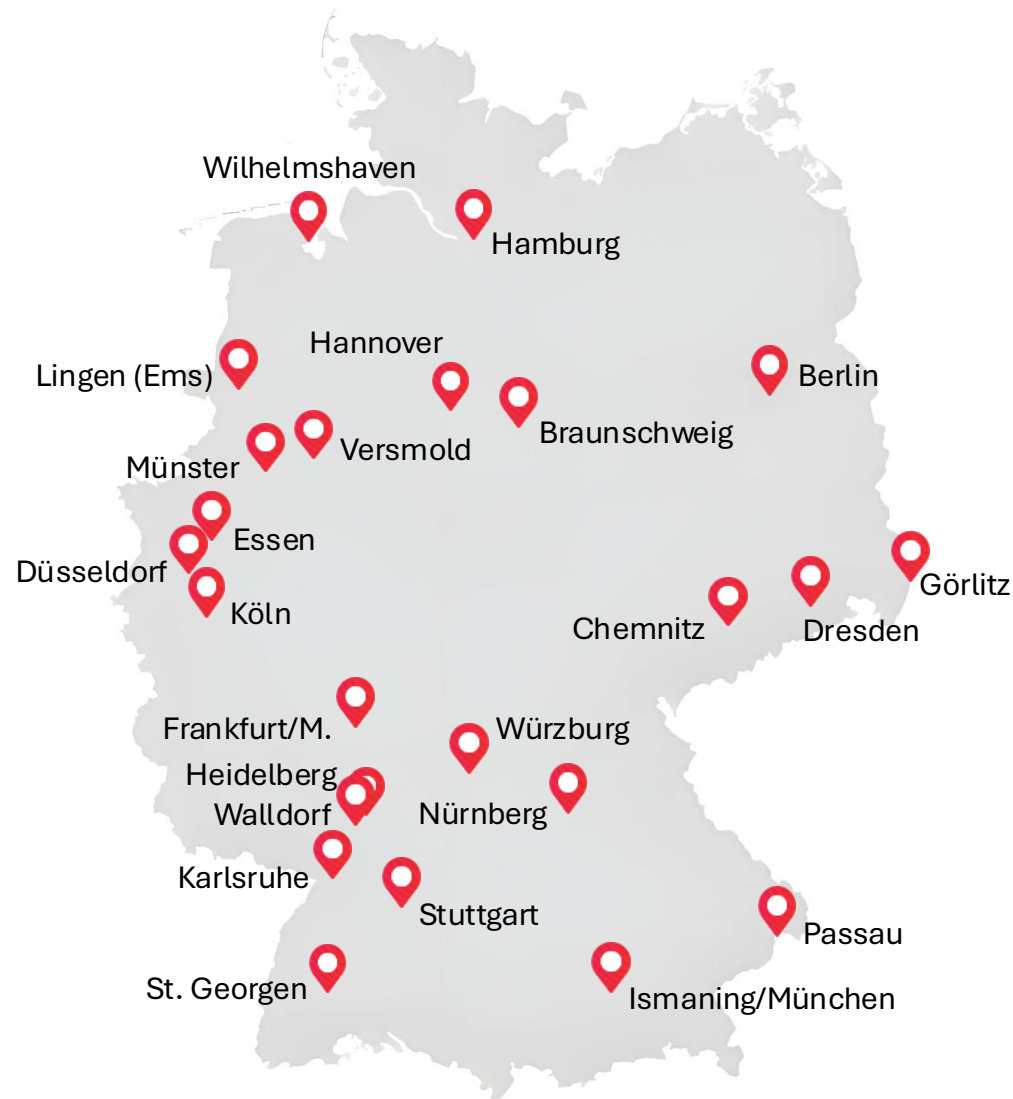 Wilhelmshaven
Hamburg
Hannover
Lingen (Ems)
Berlin
Braunschweig
Versmold
Münster
Essen
Düsseldorf
Görlitz
Köln
Chemnitz
Dresden
Frankfurt/M.
Würzburg
Heidelberg
Walldorf
Nürnberg
Karlsruhe
Stuttgart
Passau
St. Georgen
Ismaning/München